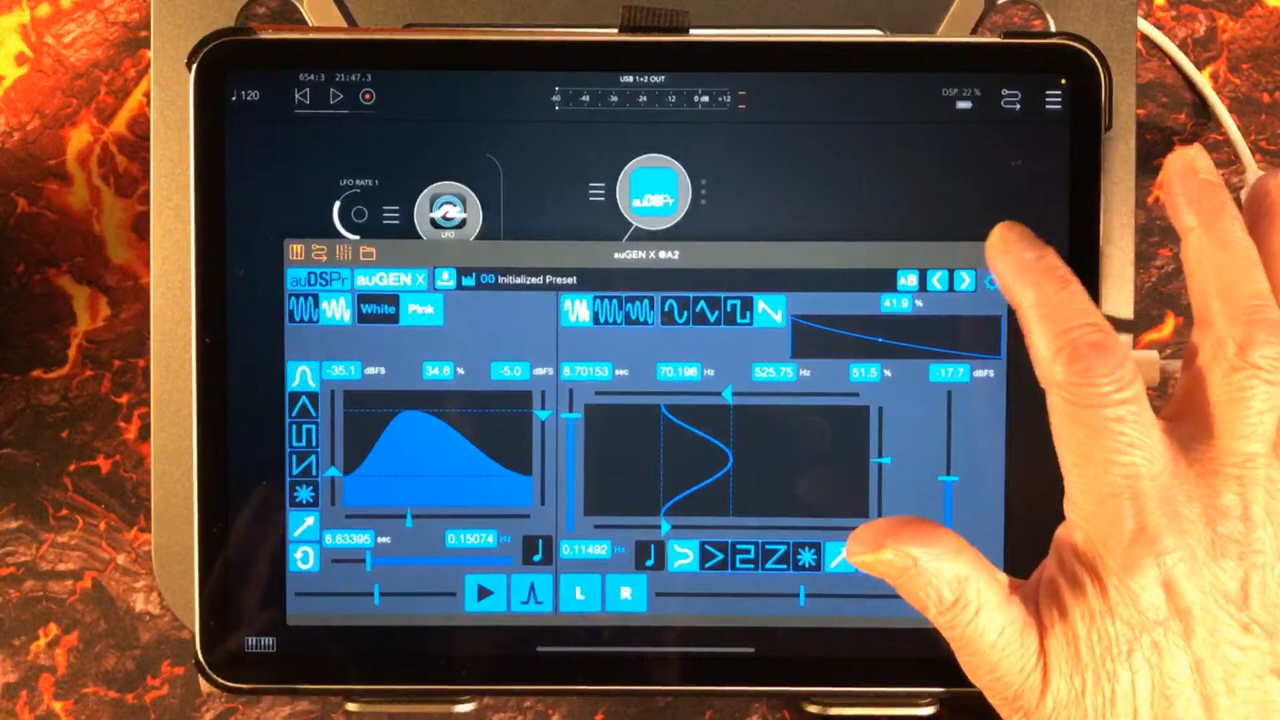 654:3 21:47.3
♩ 120
USB 1+2 OUT
-60 -48 -36 -24 -12 0 dB +12
DSP: 22 %
LFO RATE 1
LFO
auDSPr
auGEN X @A2
auDSPr auGEN X 00 Initialized Preset AB
White Pink
41.9 %
-35.1 dBFS 34.6 % -5.0 dBFS
8.70153 sec 70.198 Hz 525.75 Hz 51.5 % -17.7 dBFS
6.63395 sec 0.15074 Hz
0.11492 Hz
L R